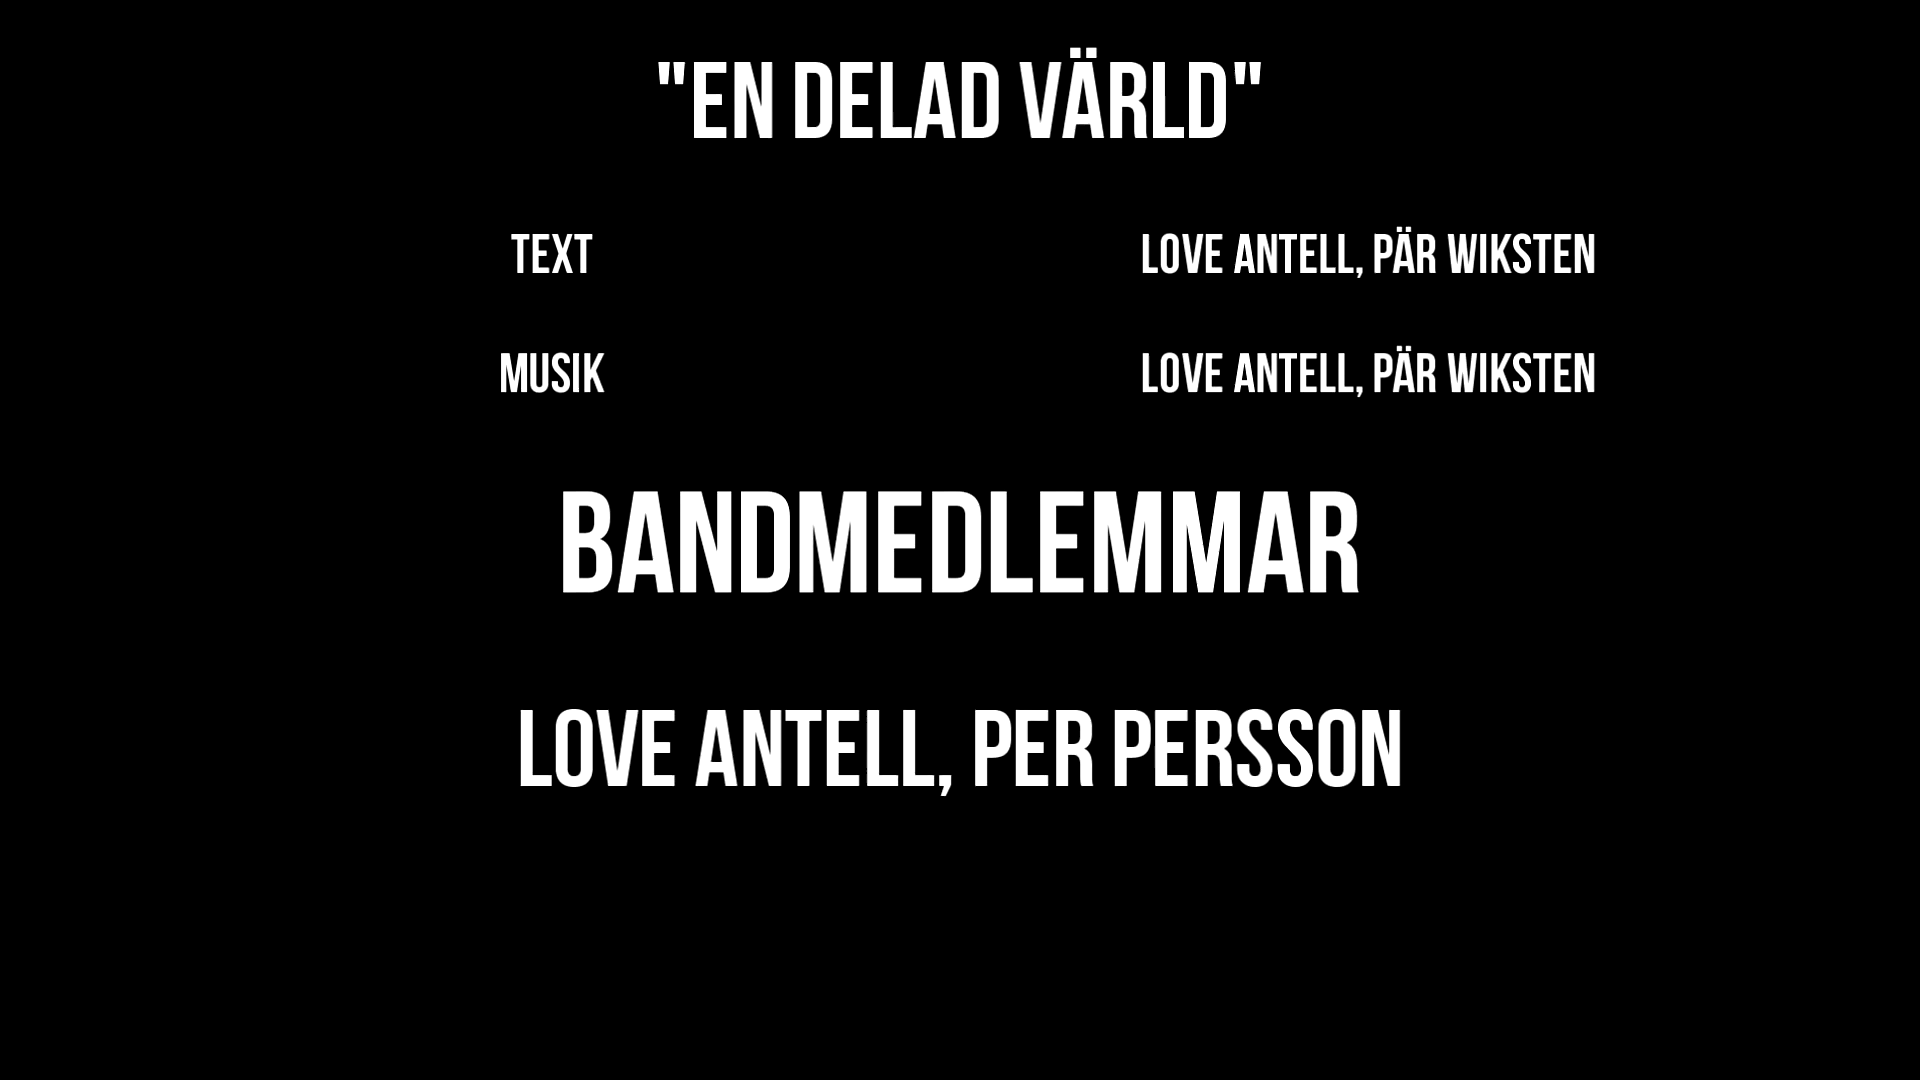 "EN DELAD VÄRLD"
TEXT LOVE ANTELL, PÄR WIKSTEN
MUSIK LOVE ANTELL, PÄR WIKSTEN
BANDMEDLEMMAR
LOVE ANTELL, PER PERSSON